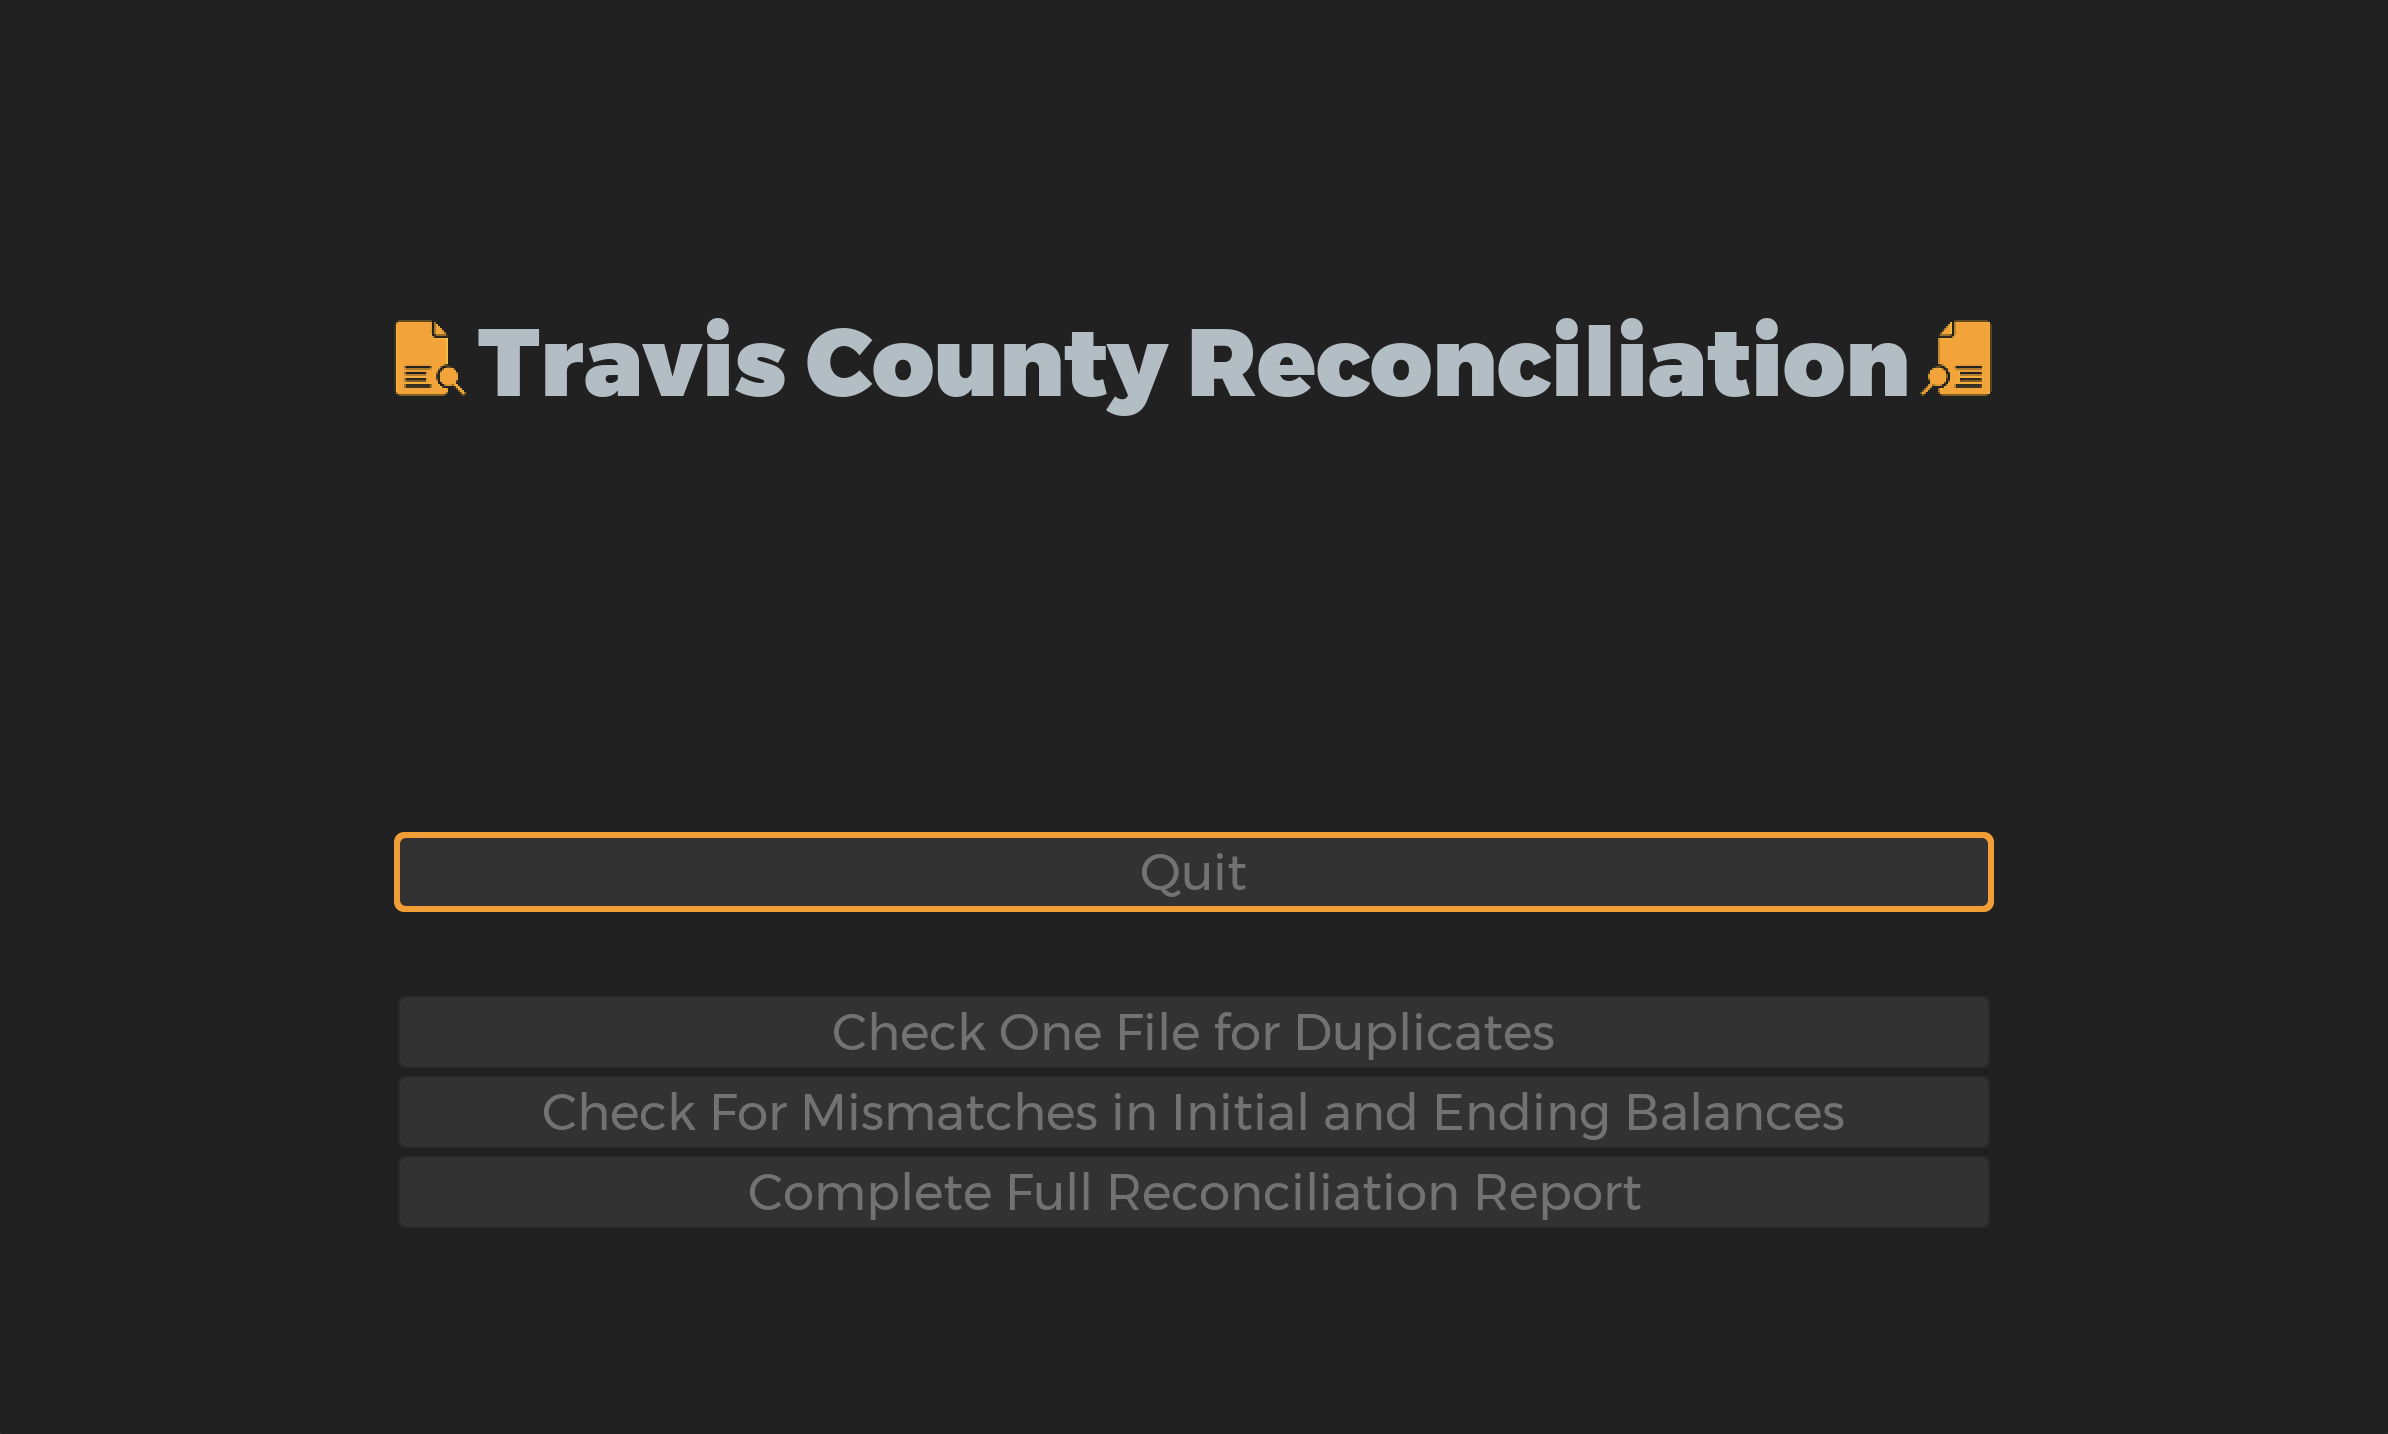 Travis County Reconciliation
Quit
Check One File for Duplicates
Check For Mismatches in Initial and Ending Balances
Complete Full Reconciliation Report